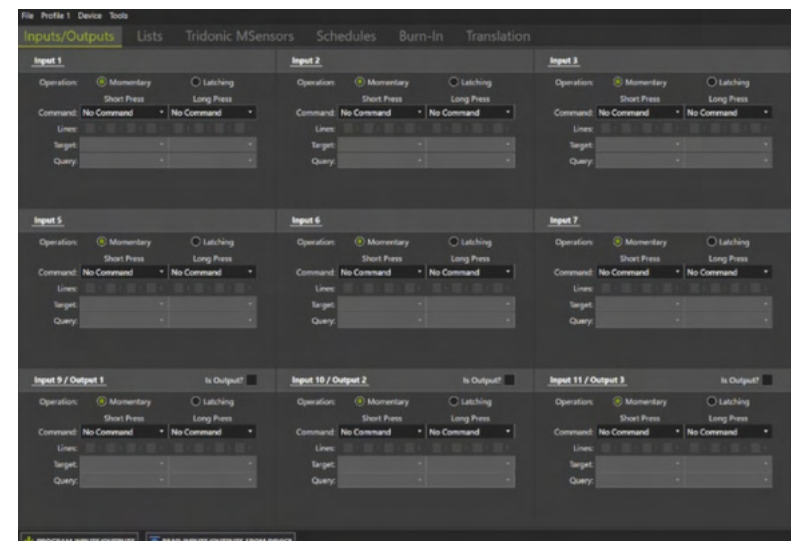 File Profile 1 Device Tools
Inputs/Outputs Lists Tridonic MSensors Schedules Burn-In Translation
Input 1 Input 2 Input 3
Operation: Momentary Latching Operation: Momentary Latching Operation: Momentary Latching
Short Press Long Press Short Press Long Press Short Press Long Press
Command: No Command No Command Command: No Command No Command Command: No Command No Command
Lines: Lines: Lines:
Target: Target: Target:
Query: Query: Query:
Input 5 Input 6 Input 7
Operation: Momentary Latching Operation: Momentary Latching Operation: Momentary Latching
Short Press Long Press Short Press Long Press Short Press Long Press
Command: No Command No Command Command: No Command No Command Command: No Command No Command
Lines: Lines: Lines:
Target: Target: Target:
Query: Query: Query:
Input 9 / Output 1 Is Output? Input 10 / Output 2 Is Output? Input 11 / Output 3 Is Output?
Operation: Momentary Latching Operation: Momentary Latching Operation: Momentary Latching
Short Press Long Press Short Press Long Press Short Press Long Press
Command: No Command No Command Command: No Command No Command Command: No Command No Command
Lines: Lines: Lines:
Target: Target: Target:
Query: Query: Query:
PROGRAM INPUTS/OUTPUTS READ INPUTS/OUTPUTS FROM DEVICE